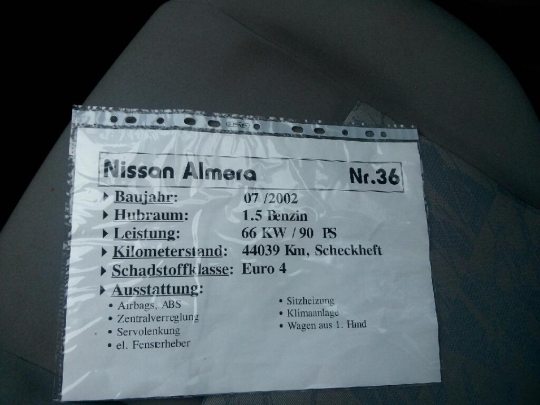 Nissan Almera Nr.36
Baujahr: 07/2002
Hubraum: 1.5 Benzin
Leistung: 66 KW / 90 PS
Kilometerstand: 44039 Km, Scheckheft
Schadstoffklasse: Euro 4
Ausstattung:
• Airbags, ABS
• Zentralverreglung
• Servolenkung
• el. Fensterheber
• Sitzheizung
• Klimaanlage
• Wagen aus 1. Hand